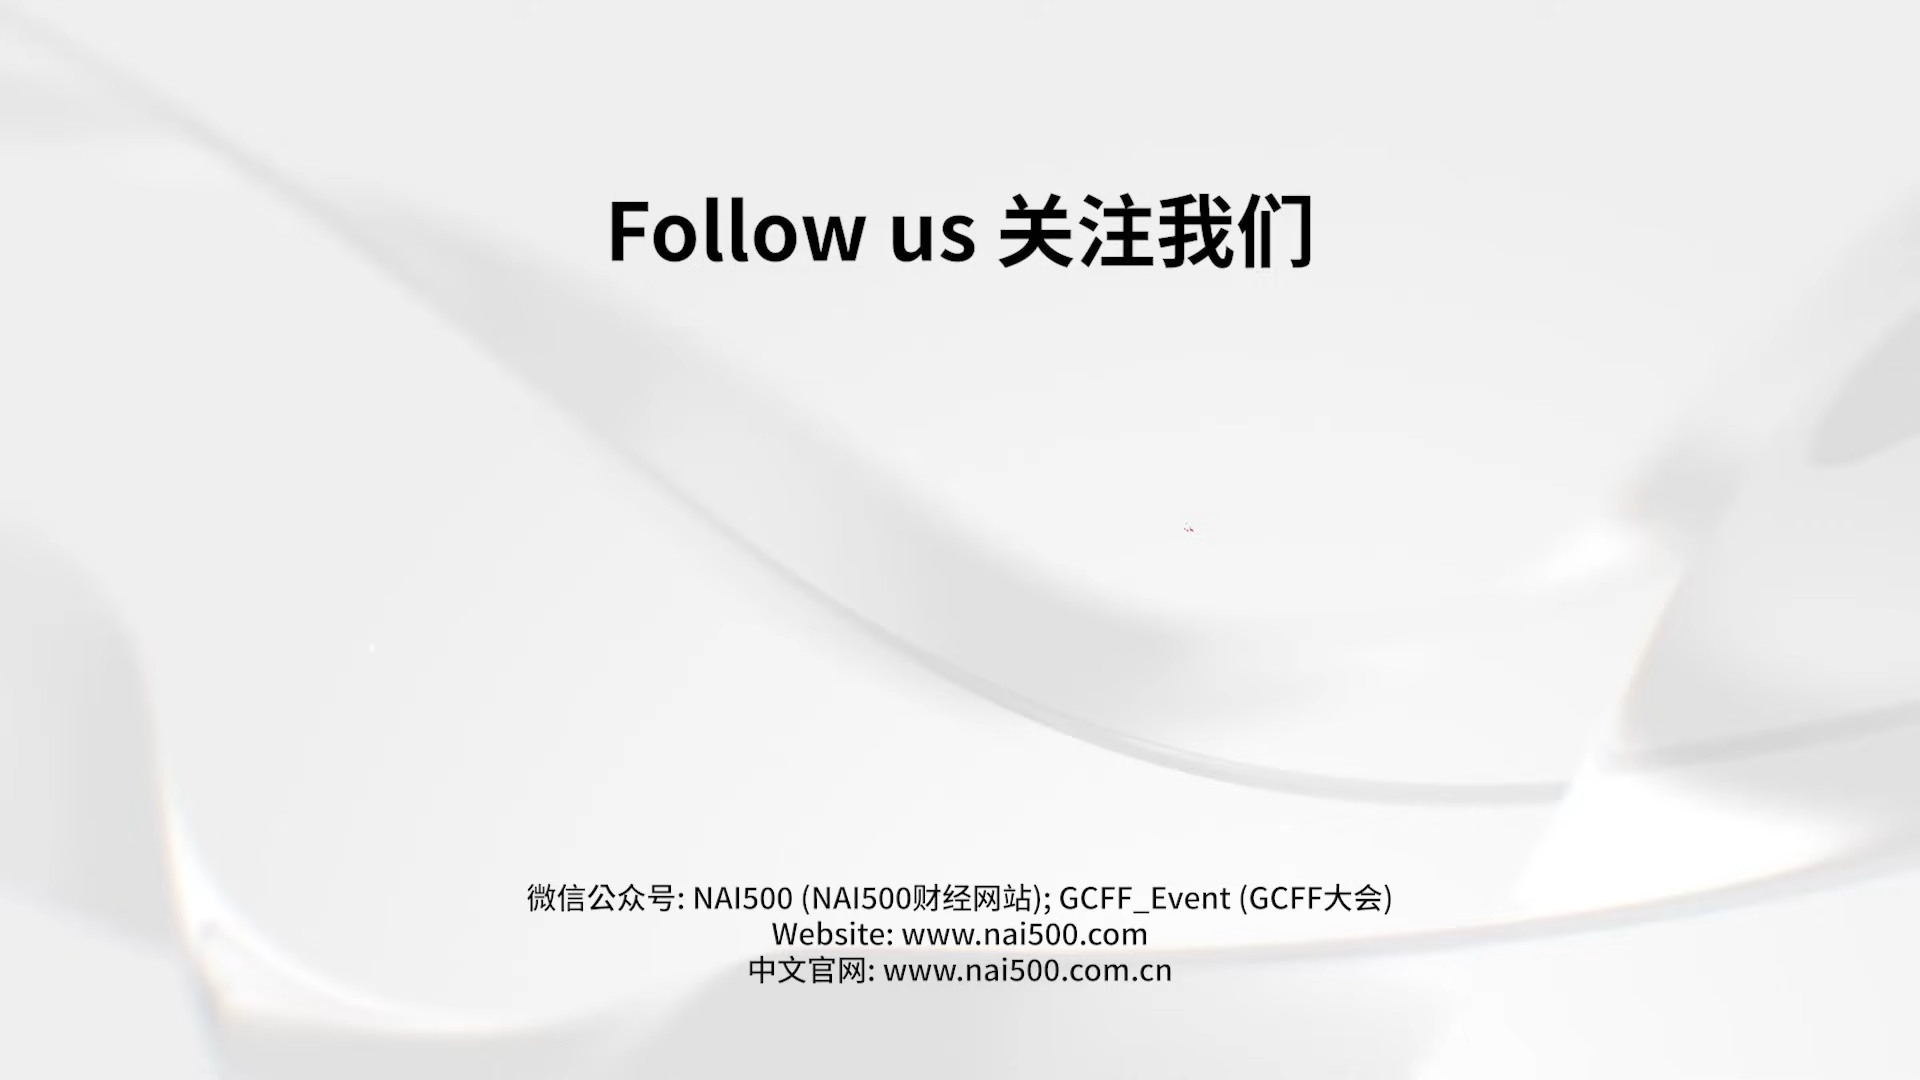 Follow us 关注我们
微信公众号: NAI500 (NAI500财经网站); GCFF_Event (GCFF大会)
Website: www.nai500.com
中文官网: www.nai500.com.cn